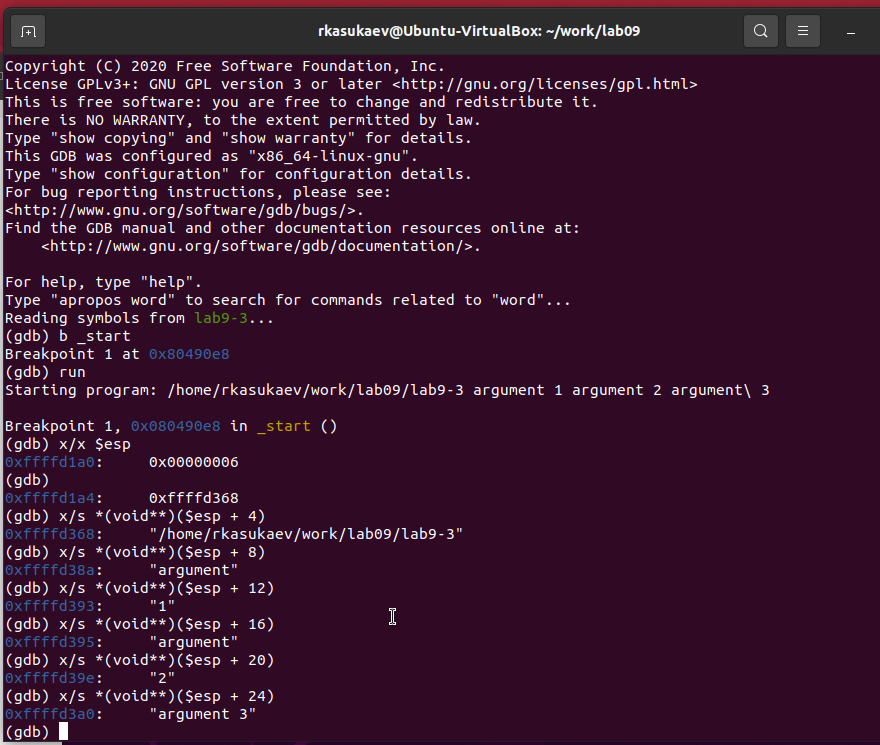 rkasukaev@Ubuntu-VirtualBox: ~/work/lab09
Copyright (C) 2020 Free Software Foundation, Inc.
License GPLv3+: GNU GPL version 3 or later <http://gnu.org/licenses/gpl.html>
This is free software: you are free to change and redistribute it.
There is NO WARRANTY, to the extent permitted by law.
Type "show copying" and "show warranty" for details.
This GDB was configured as "x86_64-linux-gnu".
Type "show configuration" for configuration details.
For bug reporting instructions, please see:
<http://www.gnu.org/software/gdb/bugs/>.
Find the GDB manual and other documentation resources online at:
    <http://www.gnu.org/software/gdb/documentation/>.

For help, type "help".
Type "apropos word" to search for commands related to "word"...
Reading symbols from lab9-3...
(gdb) b _start
Breakpoint 1 at 0x80490e8
(gdb) run
Starting program: /home/rkasukaev/work/lab09/lab9-3 argument 1 argument 2 argument\ 3

Breakpoint 1, 0x080490e8 in _start ()
(gdb) x/x $esp
0xffffd1a0:     0x00000006
(gdb)
0xffffd1a4:     0xffffd368
(gdb) x/s *(void**)($esp + 4)
0xffffd368:     "/home/rkasukaev/work/lab09/lab9-3"
(gdb) x/s *(void**)($esp + 8)
0xffffd38a:     "argument"
(gdb) x/s *(void**)($esp + 12)
0xffffd393:     "1"
(gdb) x/s *(void**)($esp + 16)
0xffffd395:     "argument"
(gdb) x/s *(void**)($esp + 20)
0xffffd39e:     "2"
(gdb) x/s *(void**)($esp + 24)
0xffffd3a0:     "argument 3"
(gdb)